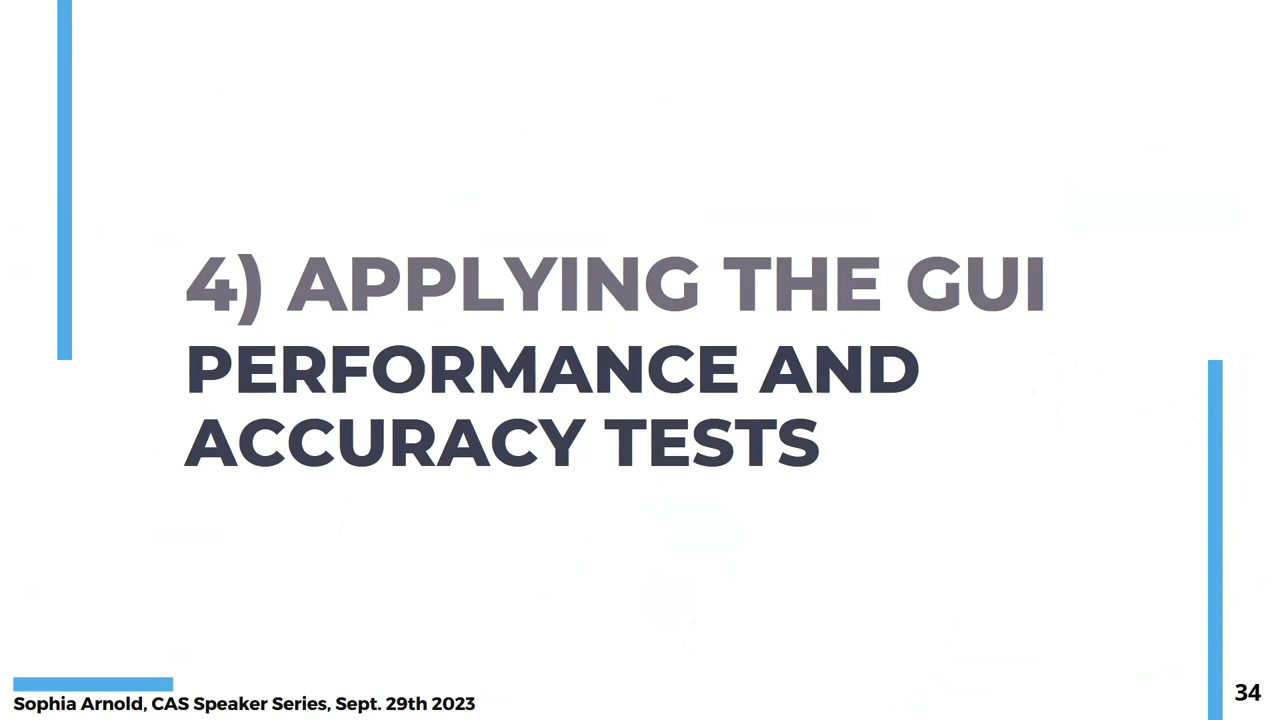 4) APPLYING THE GUI
PERFORMANCE AND
ACCURACY TESTS
Sophia Arnold, CAS Speaker Series, Sept. 29th 2023
34